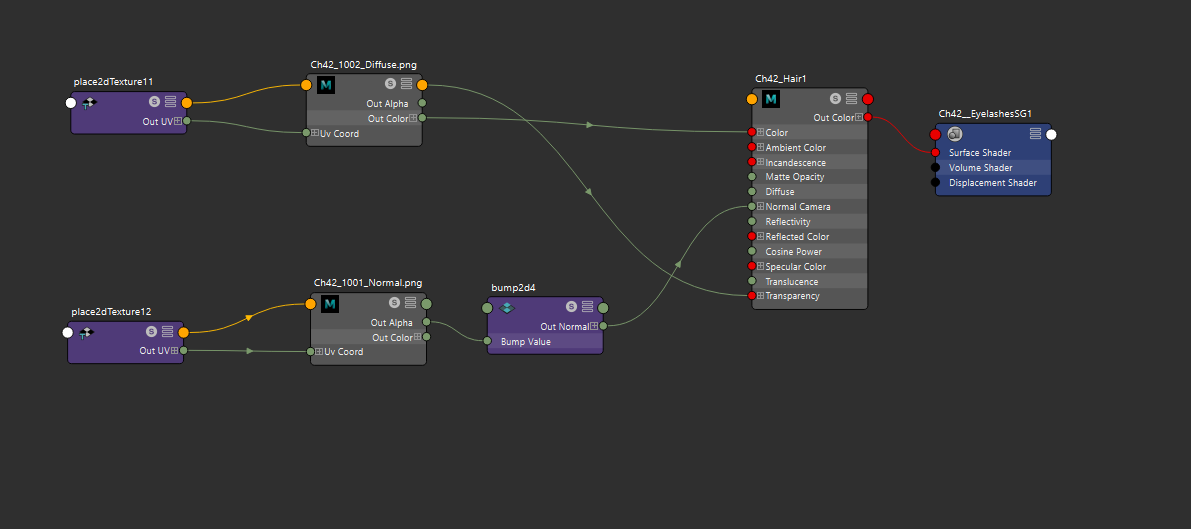 place2dTexture11
S
Out UV
Ch42_1002_Diffuse.png
M
S
Out Alpha
Out Color
Uv Coord
place2dTexture12
S
Out UV
Ch42_1001_Normal.png
M
S
Out Alpha
Out Color
Uv Coord
bump2d4
S
Out Normal
Bump Value
Ch42_Hair1
M
S
Out Color
Color
Ambient Color
Incandescence
Matte Opacity
Diffuse
Normal Camera
Reflectivity
Reflected Color
Cosine Power
Specular Color
Translucence
Transparency
Ch42__EyelashesSG1
Surface Shader
Volume Shader
Displacement Shader